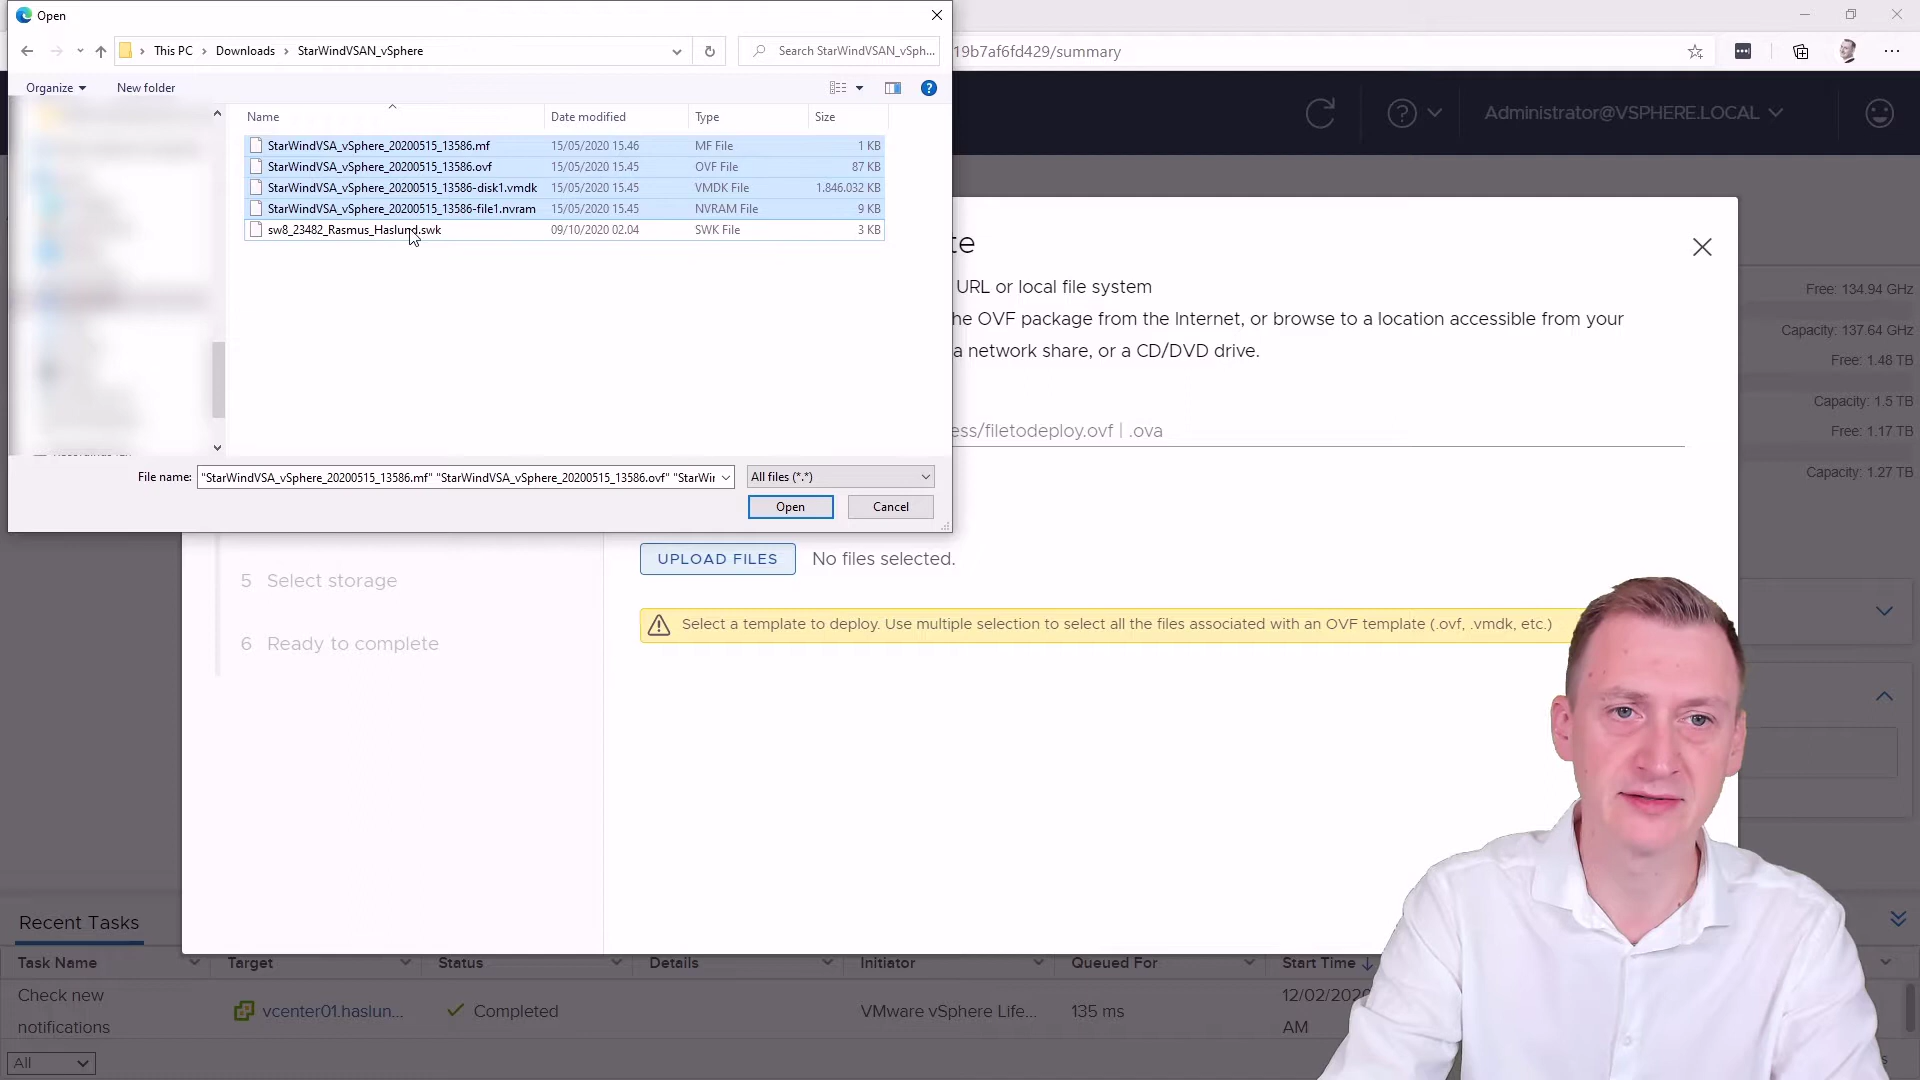 Open
This PC > Downloads > StarWindVSAN_vSphere
Search StarWindVSAN_vSph...
19b7af6fd429/summary
Organize
New folder
Administrator@VSPHERE.LOCAL
Name Date modified Type Size
StarWindVSA_vSphere_20200515_13586.mf 15/05/2020 15.46 MF File 1 KB
StarWindVSA_vSphere_20200515_13586.ovf 15/05/2020 15.45 OVF File 87 KB
StarWindVSA_vSphere_20200515_13586-disk1.vmdk 15/05/2020 15.45 VMDK File 1.846.032 KB
StarWindVSA_vSphere_20200515_13586-file1.nvram 15/05/2020 15.45 NVRAM File 9 KB
sw8_23482_Rasmus_Haslund.swk 09/10/2020 02.04 SWK File 3 KB
te
URL or local file system
he OVF package from the Internet, or browse to a location accessible from your
a network share, or a CD/DVD drive.
Free: 134.94 GHz
Capacity: 137.64 GHz
Free: 1.48 TB
Capacity: 1.5 TB
Free: 1.17 TB
Capacity: 1.27 TB
ess/filetodeploy.ovf | .ova
File name: "StarWindVSA_vSphere_20200515_13586.mf" "StarWindVSA_vSphere_20200515_13586.ovf" "StarWir
All files (*.*)
Open
Cancel
UPLOAD FILES
No files selected.
5 Select storage
Select a template to deploy. Use multiple selection to select all the files associated with an OVF template (.ovf, .vmdk, etc.)
6 Ready to complete
Recent Tasks
Task Name Target Status Details Initiator Queued For Start Time
Check new
notifications
vcenter01.haslun...
Completed
VMware vSphere Life...
135 ms
12/02/2020
AM
All